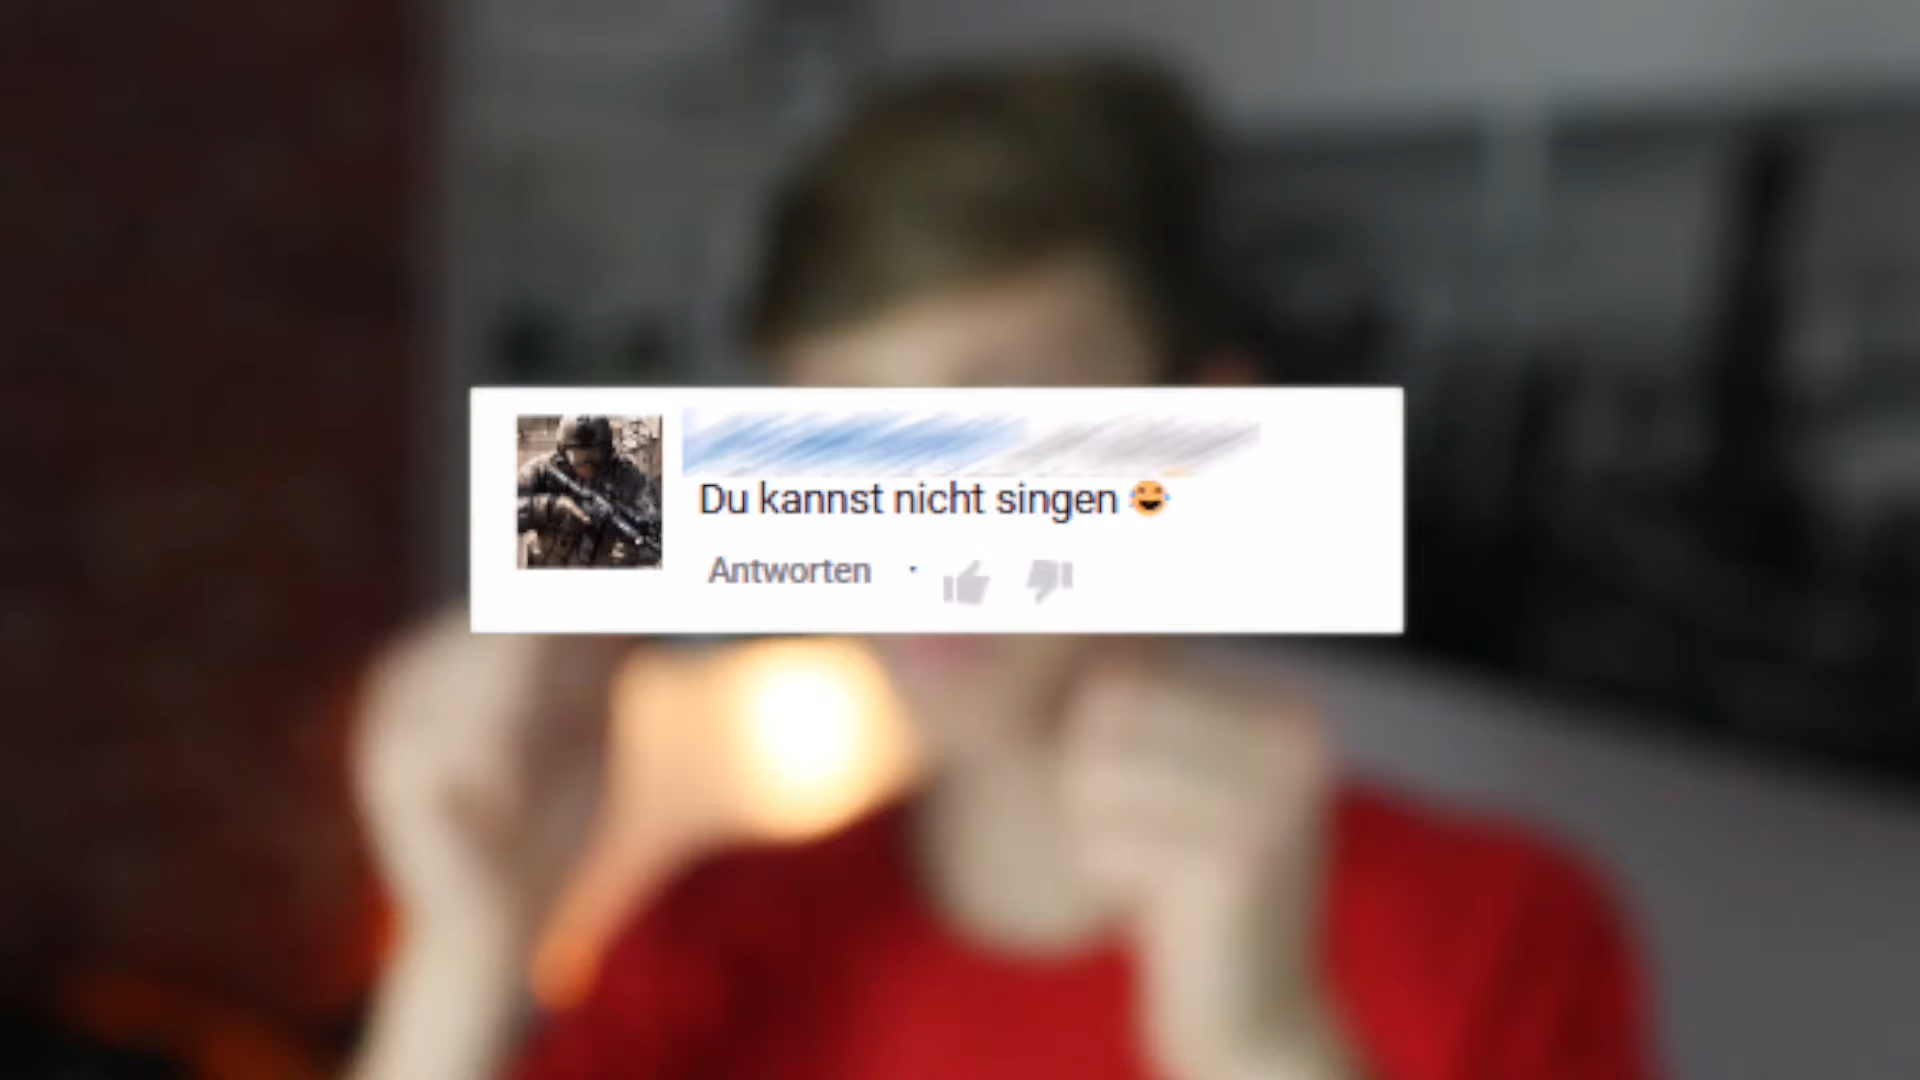 Du kannst nicht singen 😂
Antworten ·